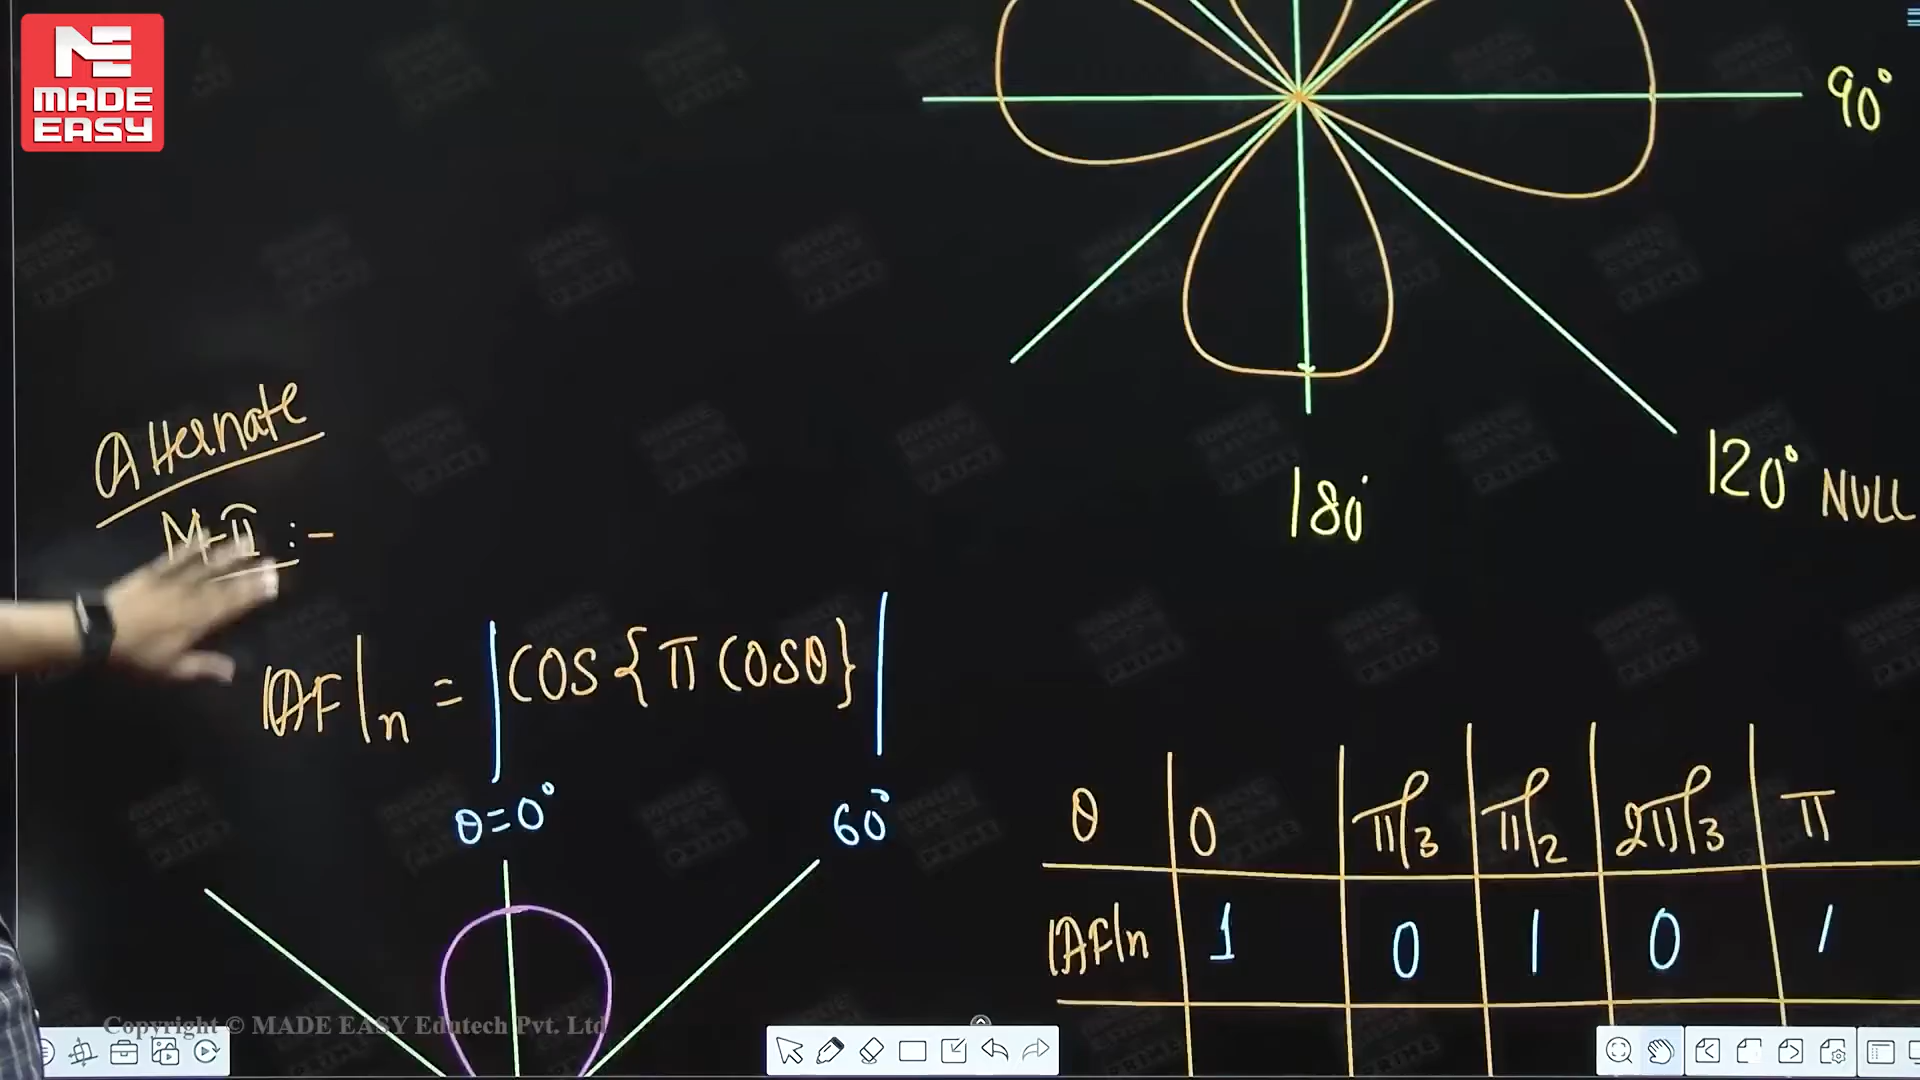 MADE
EASY
90°
Alternate
M-II :-
180°
120° NULL
|AF|n = |COS{π COSθ}|
θ=0°
60°
θ 0 π/3 π/2 2π/3 π
|AF|n 1 0 1 0 1
Copyright © MADE EASY Edutech Pvt. Ltd